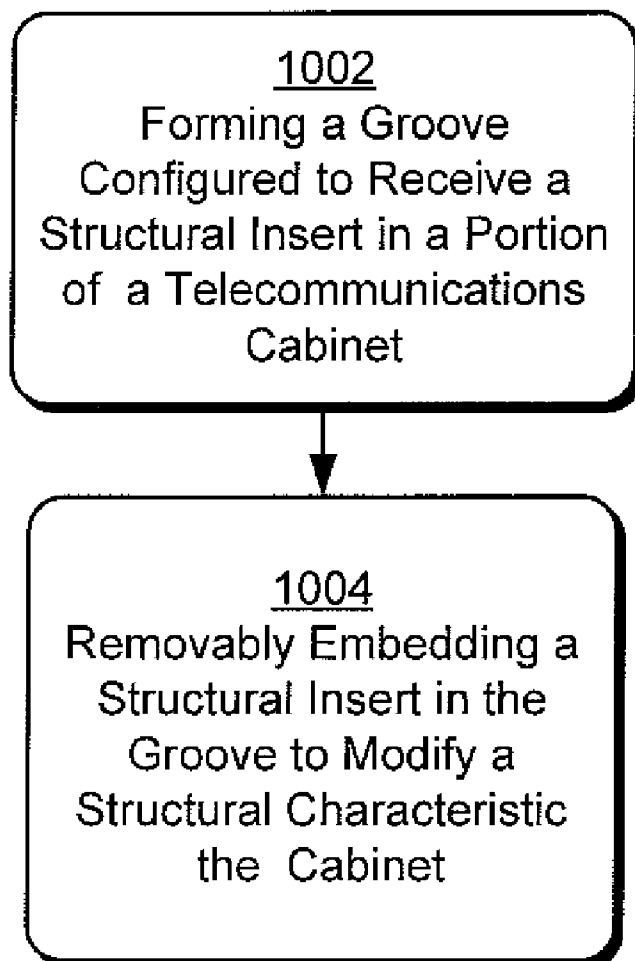 1002
Forming a Groove
Configured to Receive a
Structural Insert in a Portion
of a Telecommunications
Cabinet
1004
Removably Embedding a
Structural Insert in the
Groove to Modify a
Structural Characteristic
the Cabinet